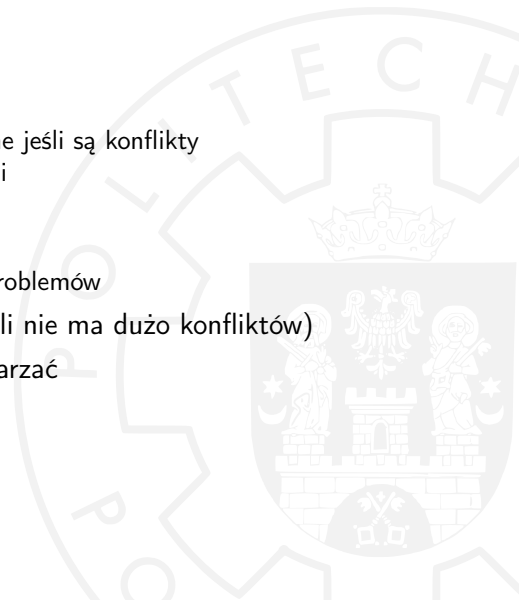 P O L I T E C H
P O
e jeśli są konflikty
i
roblemów
li nie ma dużo konfliktów)
arzać